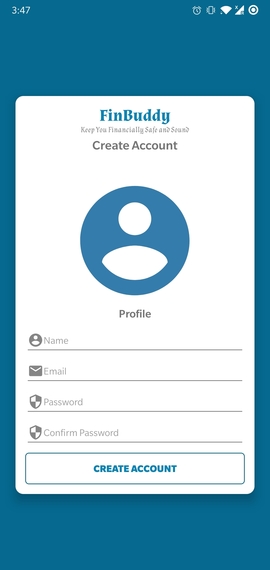 3:47
FinBuddy
Keep You Financially Safe and Sound
Create Account
Profile
Name
Email
Password
Confirm Password
CREATE ACCOUNT